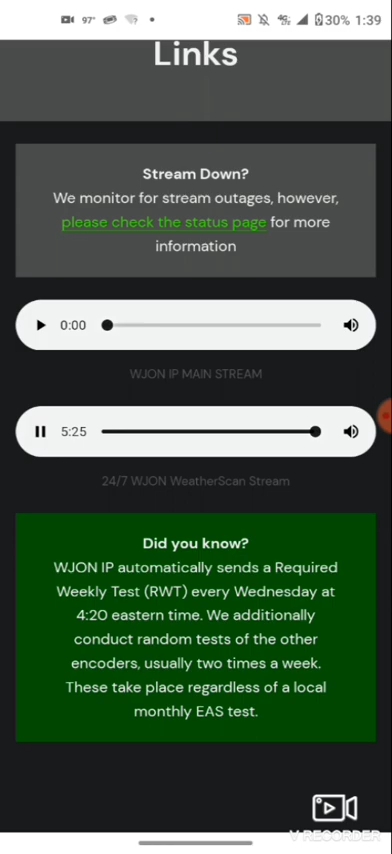 97°
4G
30% 1:39
Links
Stream Down?
We monitor for stream outages, however,
please check the status page for more
information
0:00
WJON IP MAIN STREAM
5:25
24/7 WJON WeatherScan Stream
Did you know?
WJON IP automatically sends a Required
Weekly Test (RWT) every Wednesday at
4:20 eastern time. We additionally
conduct random tests of the other
encoders, usually two times a week.
These take place regardless of a local
monthly EAS test.
V RECORDER